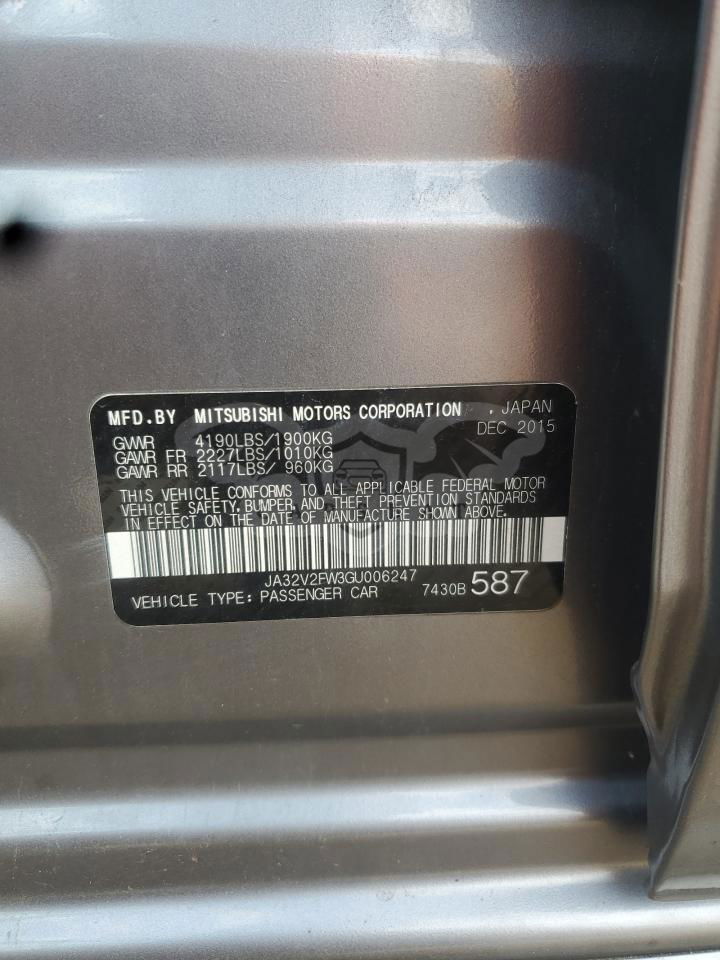 MFD.BY MITSUBISHI MOTORS CORPORATION , JAPAN
DEC 2015
GVWR 4190LBS/1900KG
GAWR FR 2227LBS/1010KG
GAWR RR 2117LBS/ 960KG
THIS VEHICLE CONFORMS TO ALL APPLICABLE FEDERAL MOTOR
VEHICLE SAFETY, BUMPER, AND THEFT PREVENTION STANDARDS
IN EFFECT ON THE DATE OF MANUFACTURE SHOWN ABOVE.
JA32V2FW3GU006247
VEHICLE TYPE: PASSENGER CAR 7430B 587